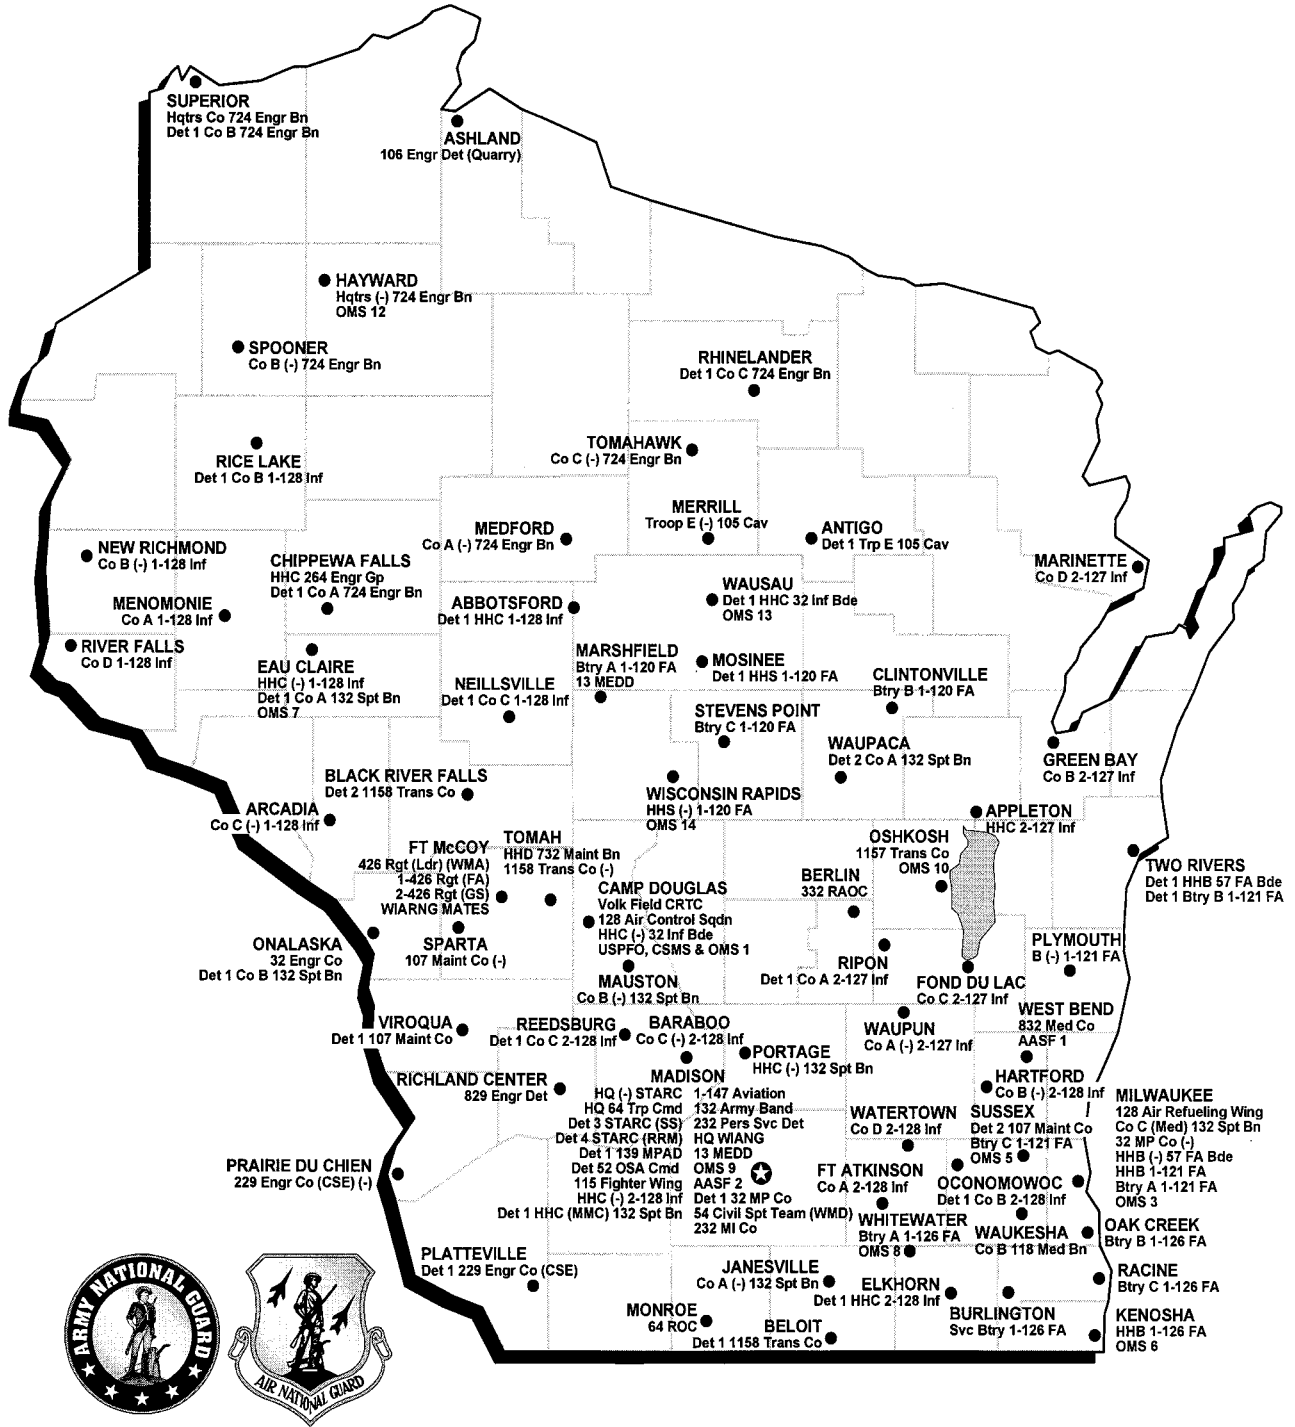 SUPERIOR
Hqtrs Co 724 Engr Bn
Det 1 Co B 724 Engr Bn
ASHLAND
106 Engr Det (Quarry)
HAYWARD
Hqtrs (-) 724 Engr Bn
OMS 12
SPOONER
Co B (-) 724 Engr Bn
RHINELANDER
Det 1 Co C 724 Engr Bn
TOMAHAWK
Co C (-) 724 Engr Bn
RICE LAKE
Det 1 Co B 1-128 Inf
MERRILL
Troop E (-) 105 Cav
MEDFORD
Co A (-) 724 Engr Bn
ANTIGO
Det 1 Trp E 105 Cav
NEW RICHMOND
Co B (-) 1-128 Inf
CHIPPEWA FALLS
HHC 264 Engr Gp
Det 1 Co A 724 Engr Bn
MARINETTE
Co D 2-127 Inf
MENOMONIE
Co A 1-128 Inf
ABBOTSFORD
Det 1 HHC 1-128 Inf
WAUSAU
Det 1 HHC 32 Inf Bde
OMS 13
RIVER FALLS
Co D 1-128 Inf
EAU CLAIRE
HHC (-) 1-128 Inf
Det 1 Co A 132 Spt Bn
OMS 7
MARSHFIELD
Btry A 1-120 FA
13 MEDD
MOSINEE
Det 1 HHS 1-120 FA
NEILLSVILLE
Det 1 Co C 1-128 Inf
CLINTONVILLE
Btry B 1-120 FA
STEVENS POINT
Btry C 1-120 FA
WAUPACA
Det 2 Co A 132 Spt Bn
GREEN BAY
Co B 2-127 Inf
BLACK RIVER FALLS
Det 2 1158 Trans Co
WISCONSIN RAPIDS
HHS (-) 1-120 FA
OMS 14
ARCADIA
Co C (-) 1-128 Inf
APPLETON
HHC 2-127 Inf
FT McCOY
426 Rgt (Ldr) (WMA)
1-426 Rgt (FA)
2-426 Rgt (GS)
WIARNG MATES
TOMAH
HHD 732 Maint Bn
1158 Trans Co (-)
OSHKOSH
1157 Trans Co
OMS 10
TWO RIVERS
Det 1 HHB 57 FA Bde
Det 1 Btry B 1-121 FA
BERLIN
332 RAOC
CAMP DOUGLAS
Volk Field CRTC
128 Air Control Sqdn
HHC (-) 32 Inf Bde
USPFO, CSMS & OMS 1
ONALASKA
32 Engr Co
Det 1 Co B 132 Spt Bn
SPARTA
107 Maint Co (-)
PLYMOUTH
B (-) 1-121 FA
RIPON
Det 1 Co A 2-127 Inf
MAUSTON
Co B (-) 132 Spt Bn
FOND DU LAC
Co C 2-127 Inf
WEST BEND
832 Med Co
AASF 1
VIROQUA
Det 1 107 Maint Co
REEDSBURG
Det 1 Co C 2-128 Inf
BARABOO
Co C (-) 2-128 Inf
WAUPUN
Co A (-) 2-127 Inf
PORTAGE
HHC (-) 132 Spt Bn
RICHLAND CENTER
829 Engr Det
HARTFORD
Co B (-) 2-128 Inf
MADISON
HQ (-) STARC
HQ 64 Trp Cmd
Det 3 STARC (SS)
Det 4 STARC (RRM)
Det 1 139 MPAD
Det 52 OSA Cmd
115 Fighter Wing
HHC (-) 2-128 Inf
Det 1 HHC (MMC) 132 Spt Bn
1-147 Aviation
132 Army Band
232 Pers Svc Det
HQ WIANG
13 MEDD
OMS 9
AASF 2
Det 1 32 MP Co
54 Civil Spt Team (WMD)
232 MI Co
WATERTOWN
Co D 2-128 Inf
SUSSEX
Det 2 107 Maint Co
Btry C 1-121 FA
OMS 5
MILWAUKEE
128 Air Refueling Wing
Co C (Med) 132 Spt Bn
32 MP Co (-)
HHB (-) 57 FA Bde
HHB 1-121 FA
Btry A 1-121 FA
OMS 3
PRAIRIE DU CHIEN
229 Engr Co (CSE) (-)
FT ATKINSON
Co A 2-128 Inf
OCONOMOWOC
Det 1 Co B 2-128 Inf
WHITEWATER
Btry A 1-126 FA
OMS 8
WAUKESHA
Co B 118 Med Bn
OAK CREEK
Btry B 1-126 FA
PLATTEVILLE
Det 1 229 Engr Co (CSE)
JANESVILLE
Co A (-) 132 Spt Bn
ELKHORN
Det 1 HHC 2-128 Inf
RACINE
Btry C 1-126 FA
MONROE
64 ROC
BELOIT
Det 1 1158 Trans Co
BURLINGTON
Svc Btry 1-126 FA
KENOSHA
HHB 1-126 FA
OMS 6
ARMY NATIONAL GUARD
AIR NATIONAL GUARD